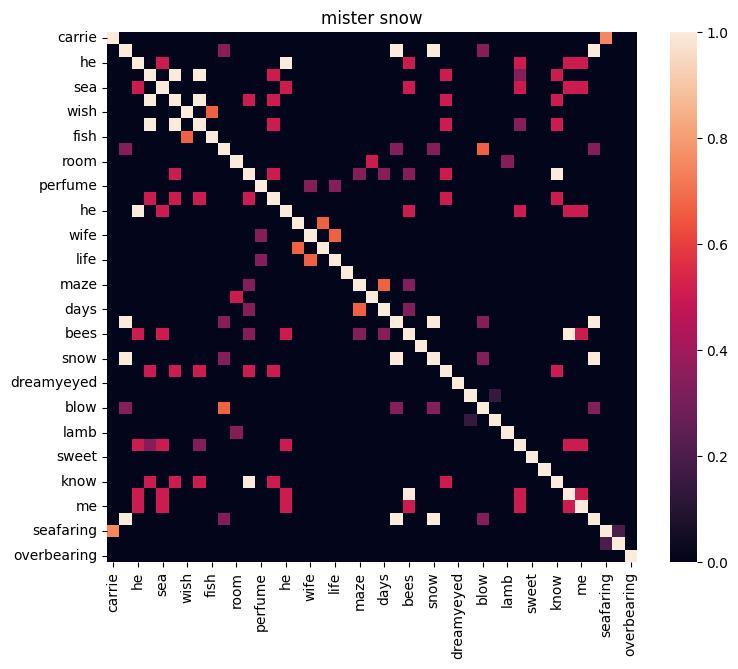 mister snow
carrie
he
sea
wish
fish
room
perfume
he
wife
life
maze
days
bees
snow
dreamyeyed
blow
lamb
sweet
know
me
seafaring
overbearing
1.0
0.8
0.6
0.4
0.2
0.0
carrie
he
sea
wish
fish
room
perfume
he
wife
life
maze
days
bees
snow
dreamyeyed
blow
lamb
sweet
know
me
seafaring
overbearing